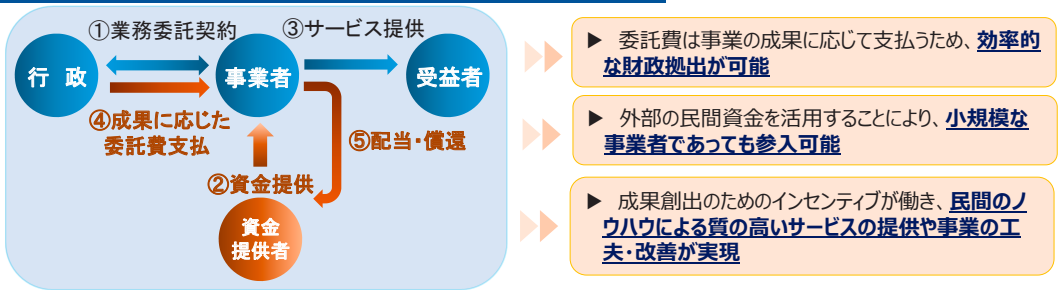 ①業務委託契約
③サービス提供
行 政
事業者
受益者
④成果に応じた
委託費支払
⑤配当・償還
②資金提供
資金
提供者
▶ 委託費は事業の成果に応じて支払うため、効率的
な財政拠出が可能
▶ 外部の民間資金を活用することにより、小規模な
事業者であっても参入可能
▶ 成果創出のためのインセンティブが働き、民間のノ
ウハウによる質の高いサービスの提供や事業の工
夫・改善が実現